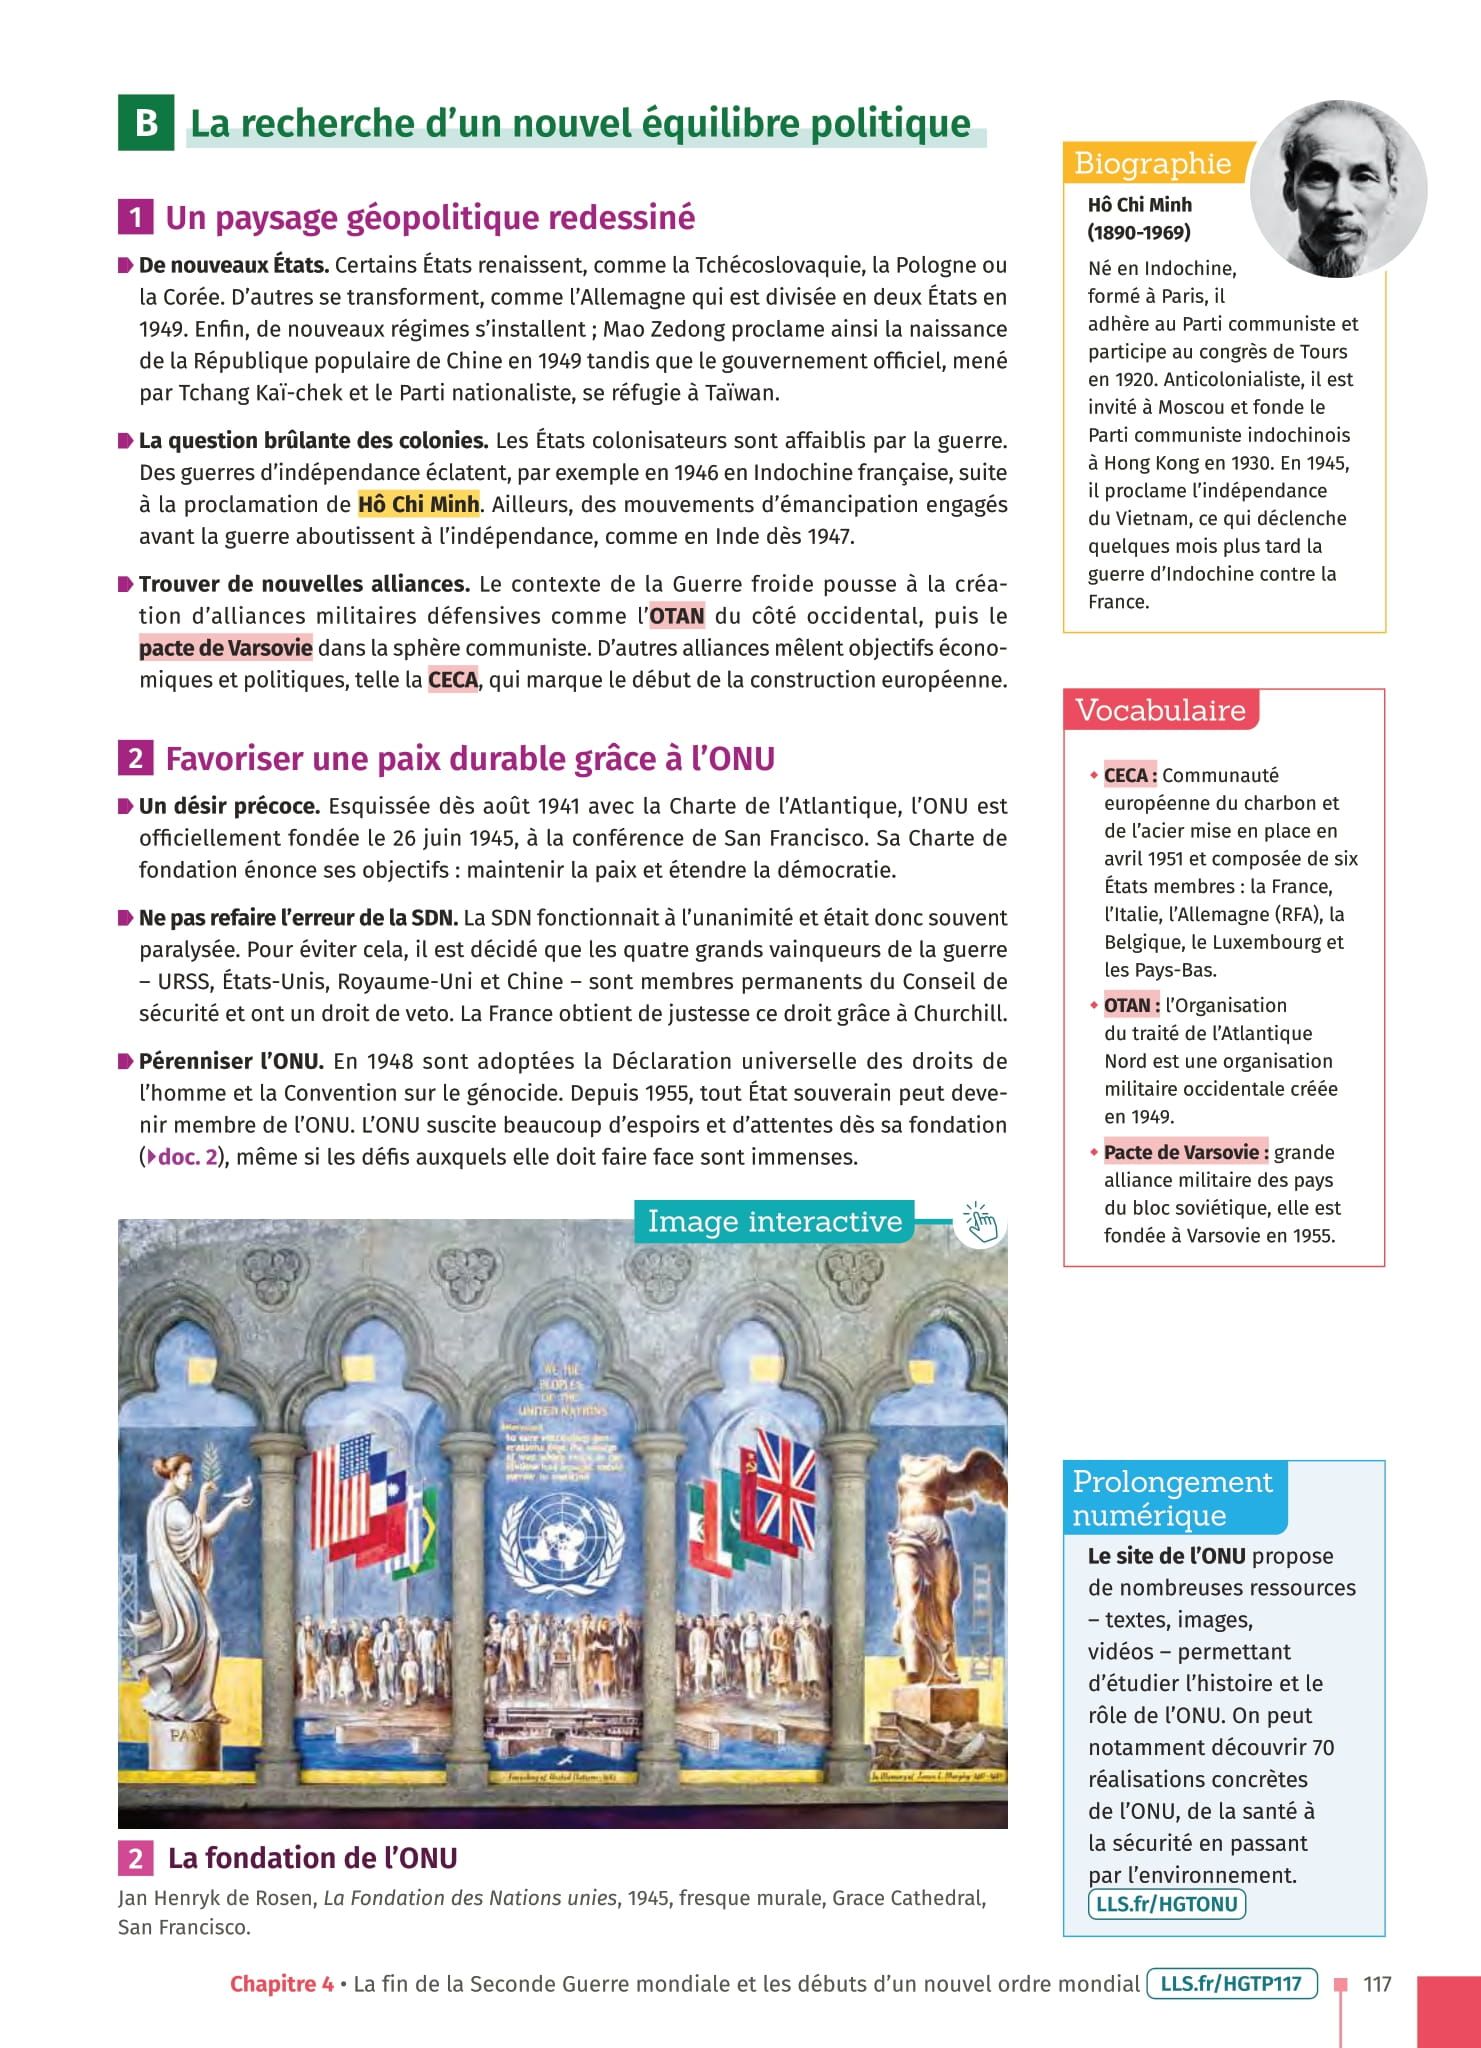 B La recherche d'un nouvel équilibre politique
1 Un paysage géopolitique redessiné
De nouveaux États. Certains États renaissent, comme la Tchécoslovaquie, la Pologne ou
la Corée. D'autres se transforment, comme l'Allemagne qui est divisée en deux États en
1949. Enfin, de nouveaux régimes s'installent ; Mao Zedong proclame ainsi la naissance
de la République populaire de Chine en 1949 tandis que le gouvernement officiel, mené
par Tchang Kaï-chek et le Parti nationaliste, se réfugie à Taïwan.
La question brûlante des colonies. Les États colonisateurs sont affaiblis par la guerre.
Des guerres d'indépendance éclatent, par exemple en 1946 en Indochine française, suite
à la proclamation de Hô Chi Minh. Ailleurs, des mouvements d'émancipation engagés
avant la guerre aboutissent à l'indépendance, comme en Inde dès 1947.
Trouver de nouvelles alliances. Le contexte de la Guerre froide pousse à la créa-
tion d'alliances militaires défensives comme l'OTAN du côté occidental, puis le
pacte de Varsovie dans la sphère communiste. D'autres alliances mêlent objectifs écono-
miques et politiques, telle la CECA, qui marque le début de la construction européenne.
2 Favoriser une paix durable grâce à l'ONU
Un désir précoce. Esquissée dès août 1941 avec la Charte de l'Atlantique, l'ONU est
officiellement fondée le 26 juin 1945, à la conférence de San Francisco. Sa Charte de
fondation énonce ses objectifs : maintenir la paix et étendre la démocratie.
Ne pas refaire l'erreur de la SDN. La SDN fonctionnait à l'unanimité et était donc souvent
paralysée. Pour éviter cela, il est décidé que les quatre grands vainqueurs de la guerre
– URSS, États-Unis, Royaume-Uni et Chine – sont membres permanents du Conseil de
sécurité et ont un droit de veto. La France obtient de justesse ce droit grâce à Churchill.
Pérenniser l'ONU. En 1948 sont adoptées la Déclaration universelle des droits de
l'homme et la Convention sur le génocide. Depuis 1955, tout État souverain peut deve-
nir membre de l'ONU. L'ONU suscite beaucoup d'espoirs et d'attentes dès sa fondation
(doc. 2), même si les défis auxquels elle doit faire face sont immenses.
Image interactive
PEOPLES
OF THE
UNITED NATIONS
PAX
Founding of United Nations
In Memory of James L. Murphy
2 La fondation de l'ONU
Jan Henryk de Rosen, La Fondation des Nations unies, 1945, fresque murale, Grace Cathedral,
San Francisco.
Biographie
Hô Chi Minh
(1890-1969)
Né en Indochine,
formé à Paris, il
adhère au Parti communiste et
participe au congrès de Tours
en 1920. Anticolonialiste, il est
invité à Moscou et fonde le
Parti communiste indochinois
à Hong Kong en 1930. En 1945,
il proclame l'indépendance
du Vietnam, ce qui déclenche
quelques mois plus tard la
guerre d'Indochine contre la
France.
Vocabulaire
CECA : Communauté
européenne du charbon et
de l'acier mise en place en
avril 1951 et composée de six
États membres : la France,
l'Italie, l'Allemagne (RFA), la
Belgique, le Luxembourg et
les Pays-Bas.
OTAN : l'Organisation
du traité de l'Atlantique
Nord est une organisation
militaire occidentale créée
en 1949.
Pacte de Varsovie : grande
alliance militaire des pays
du bloc soviétique, elle est
fondée à Varsovie en 1955.
Prolongement
numérique
Le site de l'ONU propose
de nombreuses ressources
– textes, images,
vidéos – permettant
d'étudier l'histoire et le
rôle de l'ONU. On peut
notamment découvrir 70
réalisations concrètes
de l'ONU, de la santé à
la sécurité en passant
par l'environnement.
LLS.fr/HGTONU
Chapitre 4 • La fin de la Seconde Guerre mondiale et les débuts d'un nouvel ordre mondial LLS.fr/HGTP117 117